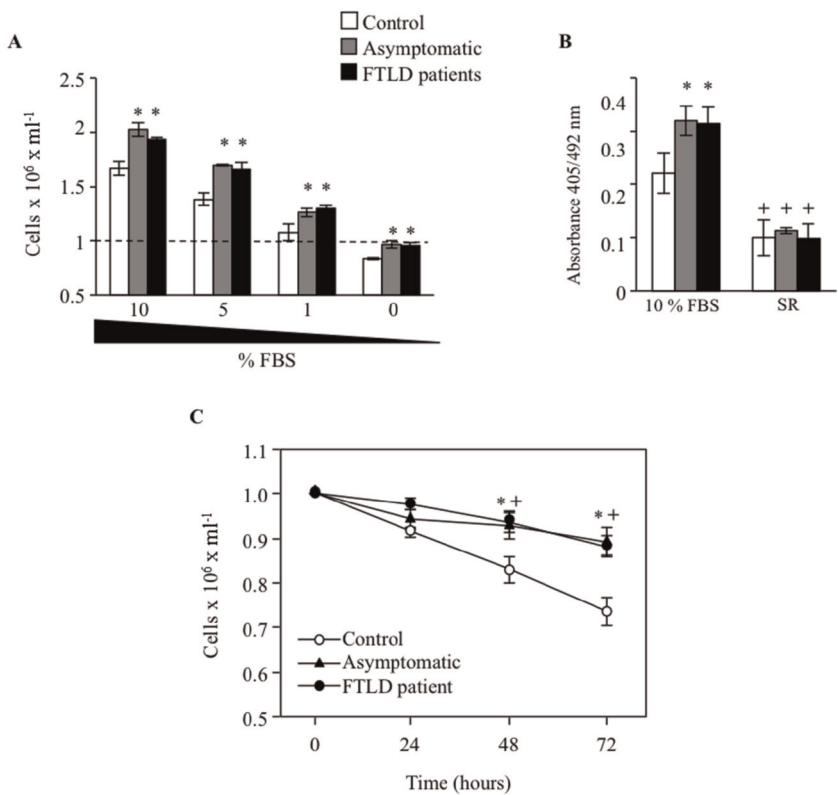 Control
Asymptomatic
FTLD patients
A
Cells x 10⁶ x ml⁻¹
2.5
2
1.5
1
0.5
* *
* *
* *
* *
10 5 1 0
% FBS
B
Absorbance 405/492 nm
0.4
0.3
0.2
0.1
0
* *
+ + +
10 % FBS SR
C
Cells x 10⁶ x ml⁻¹
1.1
1.0
0.9
0.8
0.7
0.6
0.5
*+
*+
Control
Asymptomatic
FTLD patient
0 24 48 72
Time (hours)